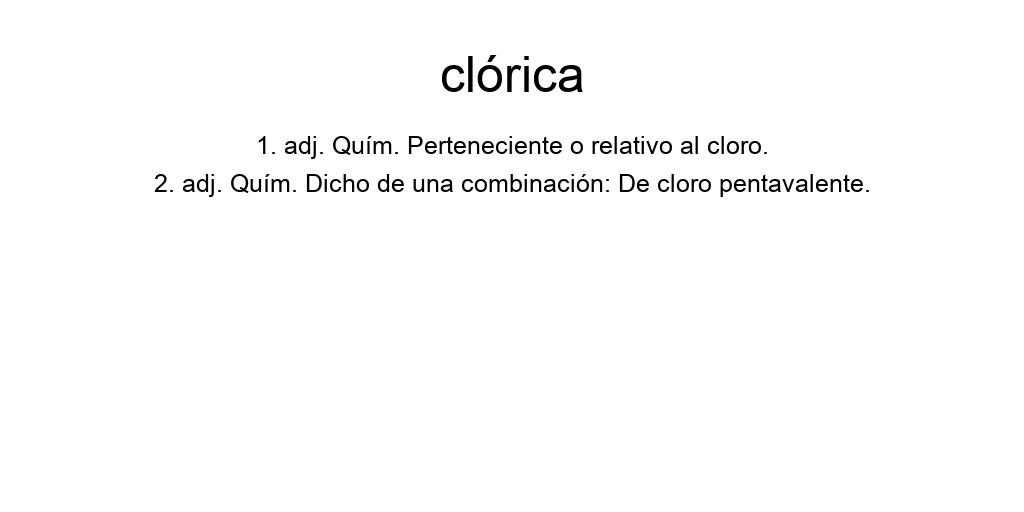 clórica
1. adj. Quím. Perteneciente o relativo al cloro.
2. adj. Quím. Dicho de una combinación: De cloro pentavalente.